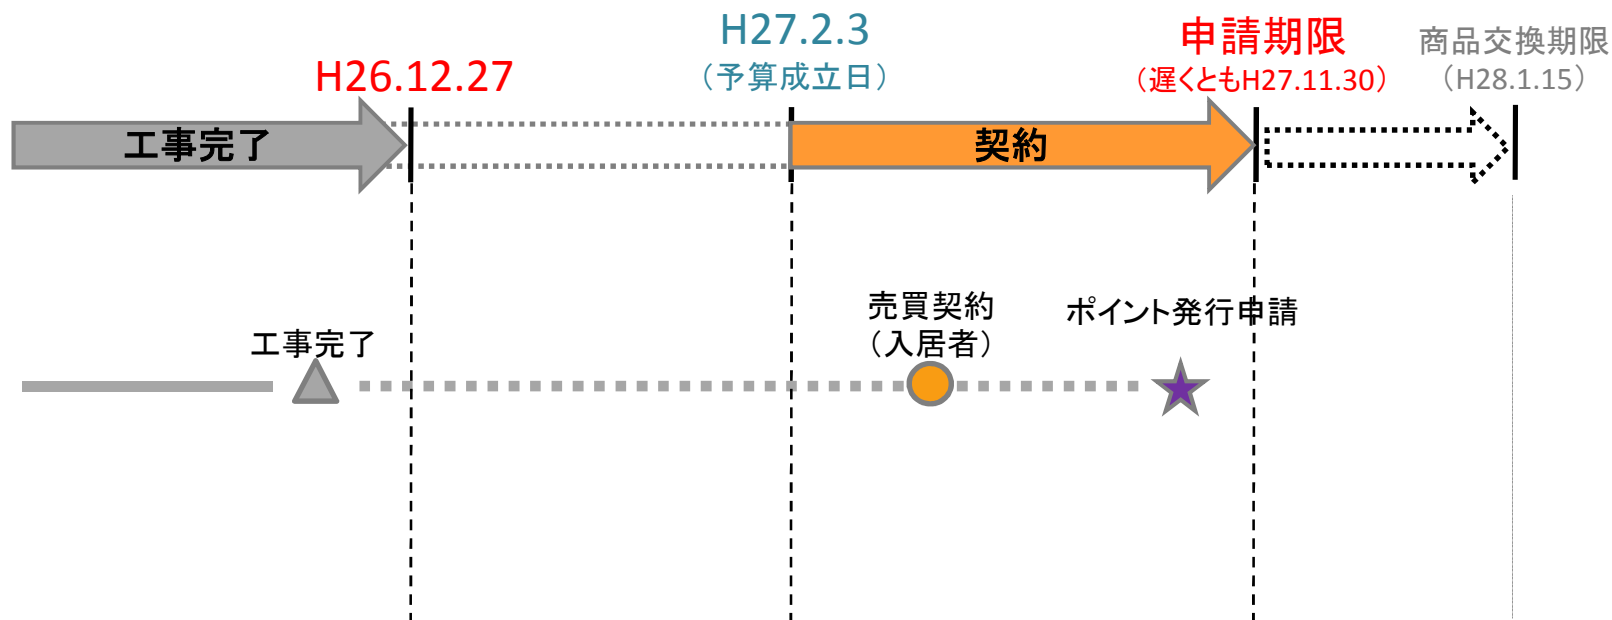 H26.12.27
H27.2.3
（予算成立日）
申請期限
（遅くともH27.11.30）
商品交換期限
（H28.1.15）
工事完了
契約
工事完了
売買契約
（入居者）
ポイント発行申請